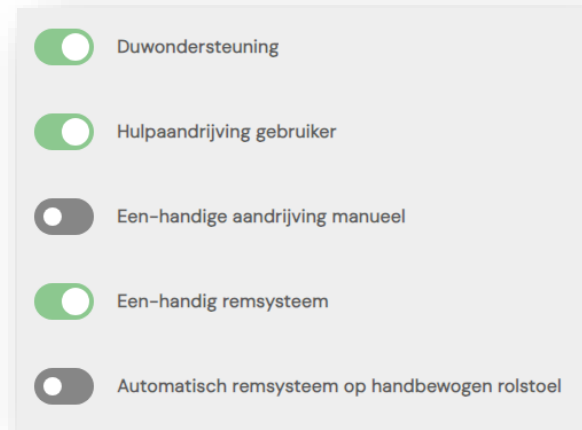 Duwondersteuning
Hulpaandrijving gebruiker
Een-handige aandrijving manueel
Een-handig remsysteem
Automatisch remsysteem op handbewogen rolstoel